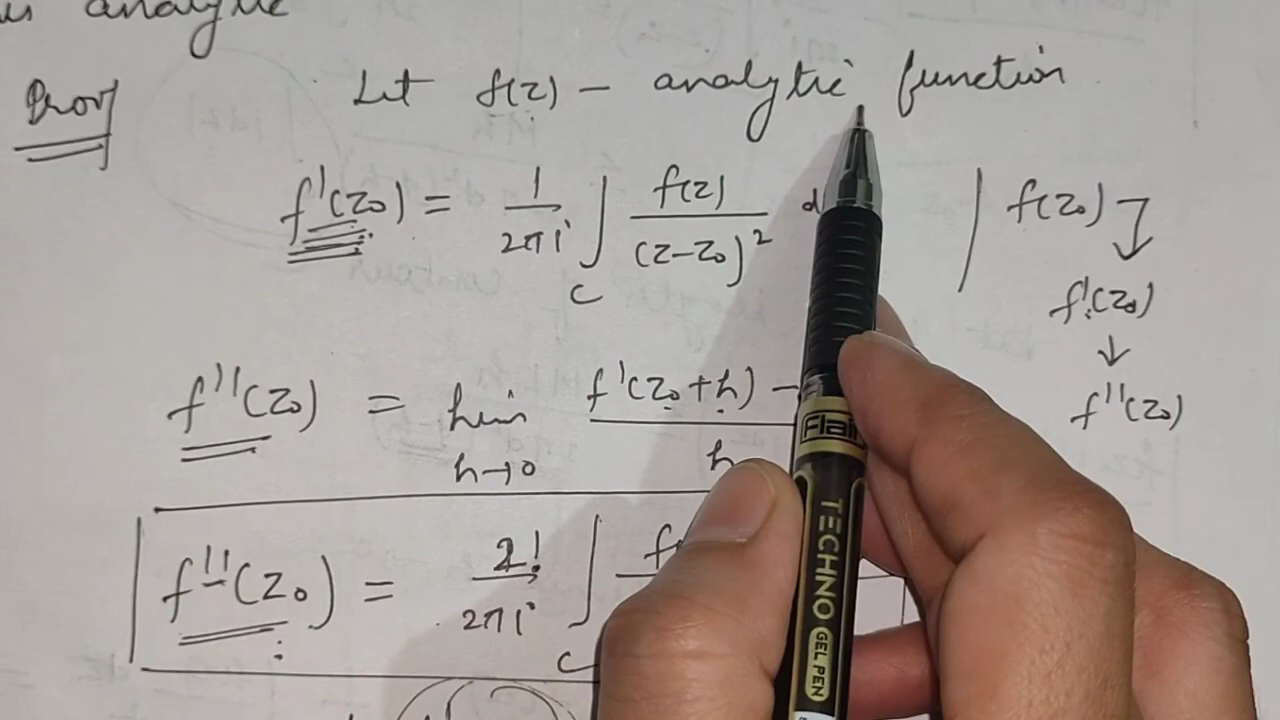 is analytic
Proof Let f(z) – analytic function
f'(z₀) = 1/2πi ∫_C f(z)/(z-z₀)² d | f(z₀)
f'(z₀)
↓
f''(z₀) = lim_{h→0} f'(z₀+h) – / h f''(z₀)
f''(z₀) = 2!/2πi ∫_C f
Flair
TECHNO GEL PEN